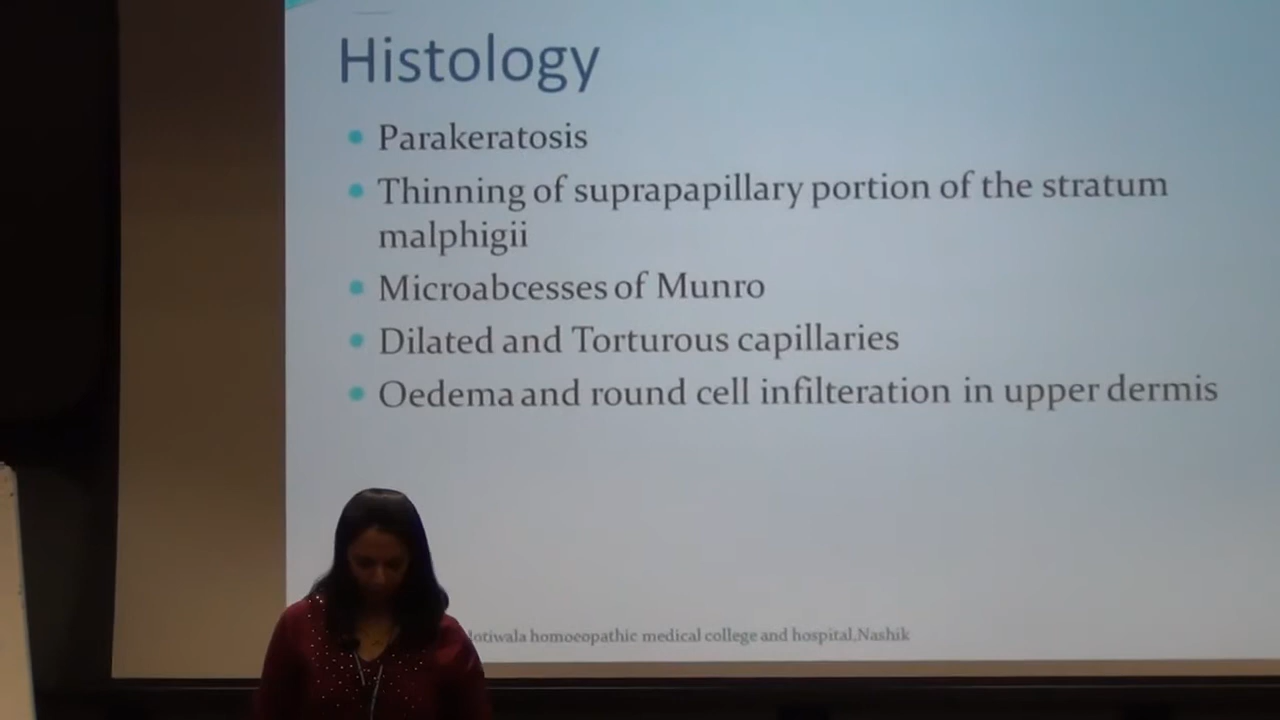 Histology
Parakeratosis
Thinning of suprapapillary portion of the stratum
malphigii
Microabcesses of Munro
Dilated and Torturous capillaries
Oedema and round cell infilteration in upper dermis
homoeopathic medical college and hospital,Nashik